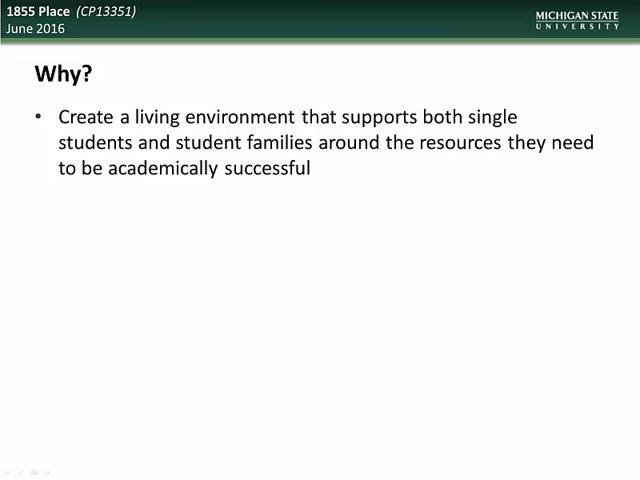 1855 Place (CP13351)
June 2016
MICHIGAN STATE
UNIVERSITY
Why?
• Create a living environment that supports both single
students and student families around the resources they need
to be academically successful